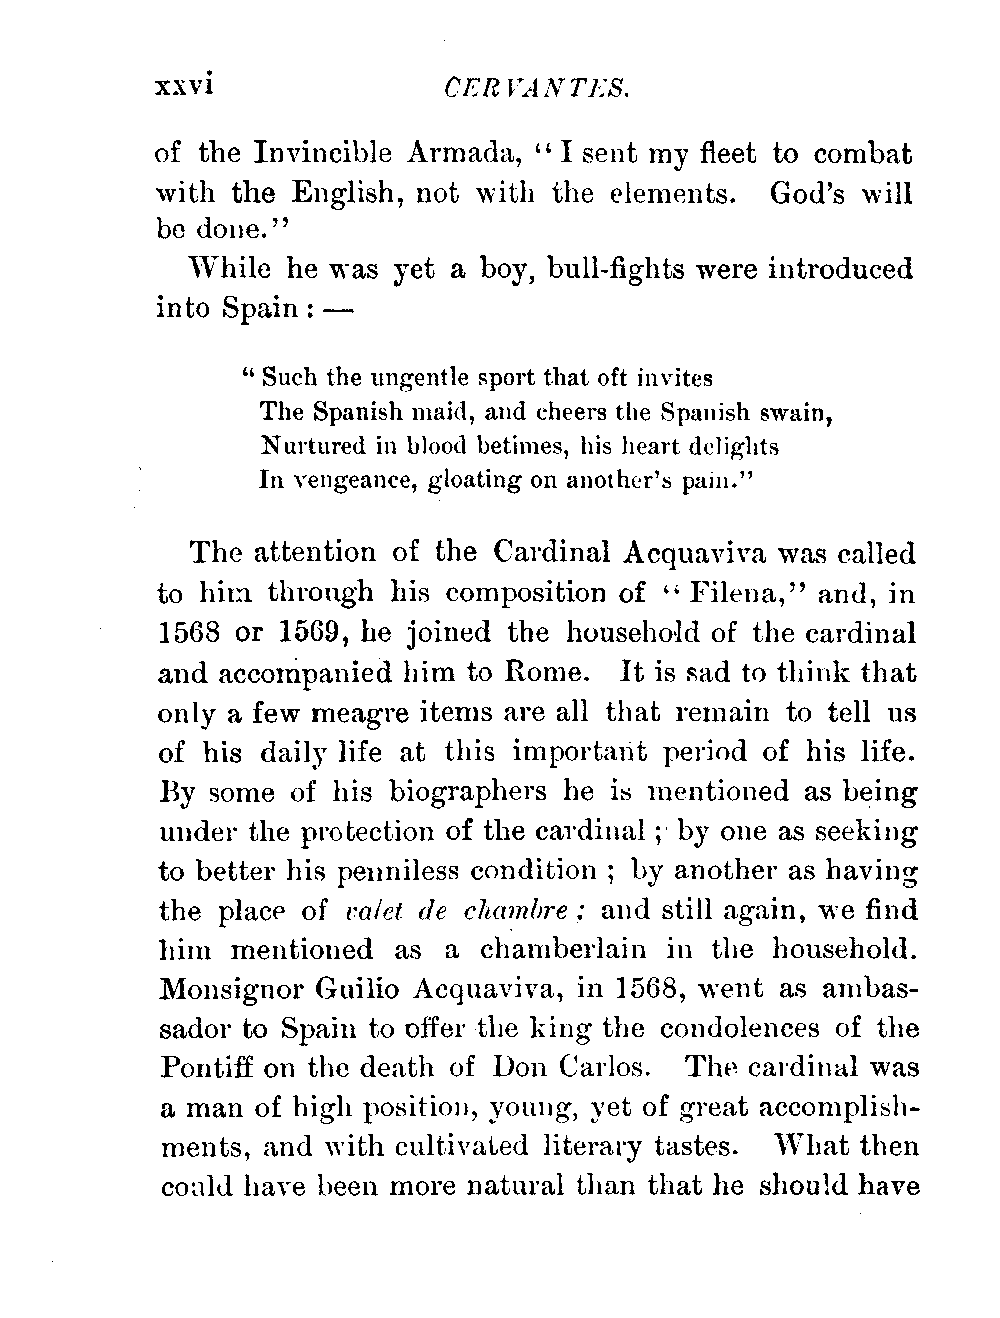 xxvi CERVANTES.
of the Invincible Armada, “I sent my fleet to combat
with the English, not with the elements. God's will
be done.”
While he was yet a boy, bull-fights were introduced
into Spain : —
“ Such the ungentle sport that oft invites
The Spanish maid, and cheers the Spanish swain,
Nurtured in blood betimes, his heart delights
In vengeance, gloating on another's pain.”
The attention of the Cardinal Acquaviva was called
to him through his composition of “ Filena,” and, in
1568 or 1569, he joined the household of the cardinal
and accompanied him to Rome. It is sad to think that
only a few meagre items are all that remain to tell us
of his daily life at this important period of his life.
By some of his biographers he is mentioned as being
under the protection of the cardinal ; by one as seeking
to better his penniless condition ; by another as having
the place of valet de chambre ; and still again, we find
him mentioned as a chamberlain in the household.
Monsignor Guilio Acquaviva, in 1568, went as ambas-
sador to Spain to offer the king the condolences of the
Pontiff on the death of Don Carlos. The cardinal was
a man of high position, young, yet of great accomplish-
ments, and with cultivated literary tastes. What then
could have been more natural than that he should have